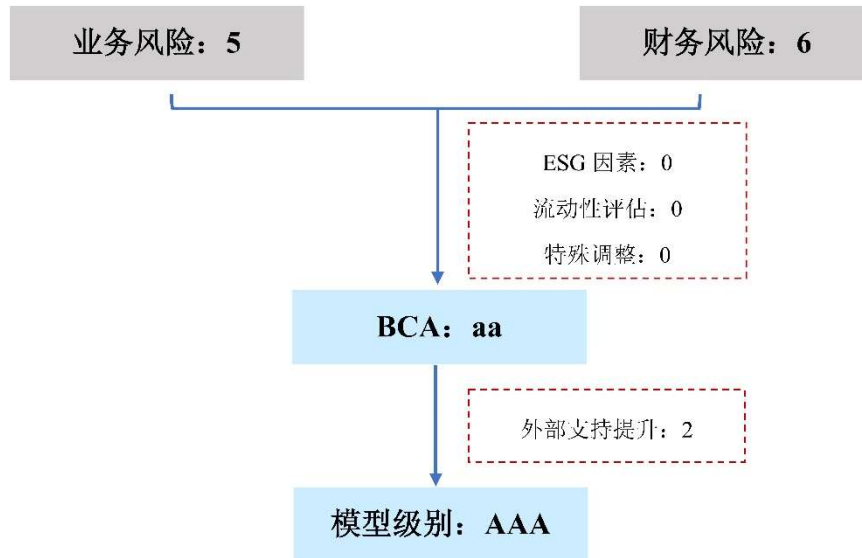 业务风险：5
财务风险：6
ESG 因素：0
流动性评估：0
特殊调整：0
BCA：aa
外部支持提升：2
模型级别：AAA